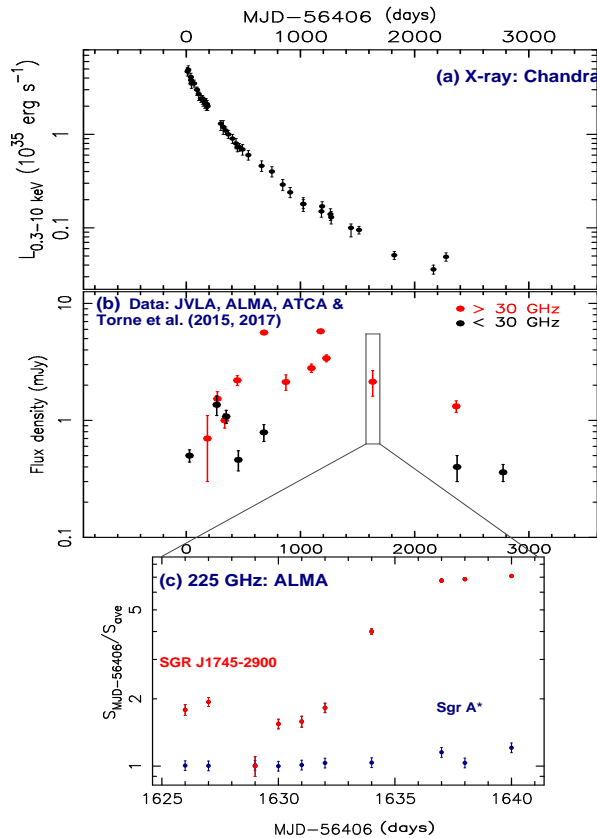 MJD−56406 (days)
0 1000 2000 3000
(a) X-ray: Chandra
L0.3−10 keV (10^35 erg s^−1)
1
0.1
(b) Data: JVLA, ALMA, ATCA &
Torne et al. (2015, 2017)
> 30 GHz
< 30 GHz
Flux density (mJy)
10
1
0.1
0 1000 2000 3000
(c) 225 GHz: ALMA
SMJD−56406/Save
5
2
1
SGR J1745-2900
Sgr A*
1625 1630 1635 1640
MJD−56406 (days)